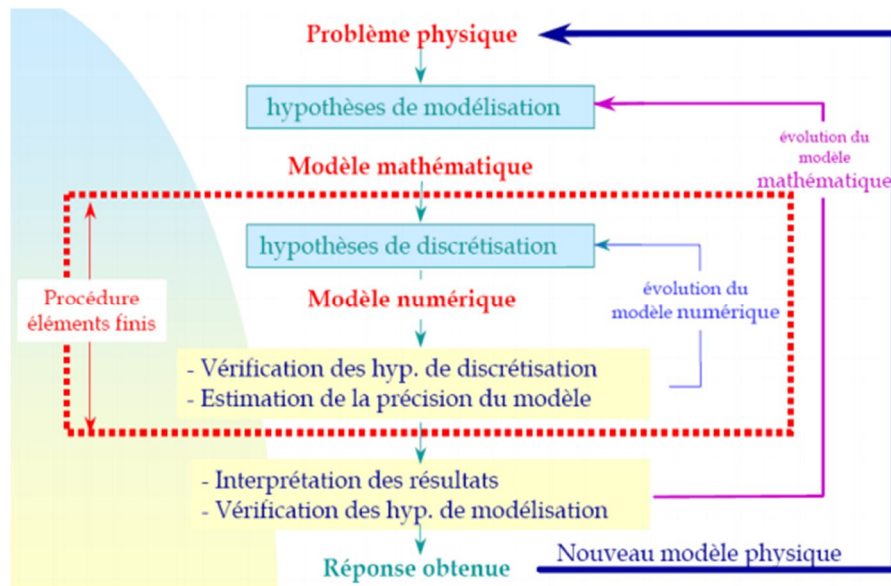 Problème physique
hypothèses de modélisation
évolution du
modèle
mathématique
Modèle mathématique
hypothèses de discrétisation
Procédure
éléments finis
Modèle numérique
évolution du
modèle numérique
- Vérification des hyp. de discrétisation
- Estimation de la précision du modèle
- Interprétation des résultats
- Vérification des hyp. de modélisation
Réponse obtenue
Nouveau modèle physique